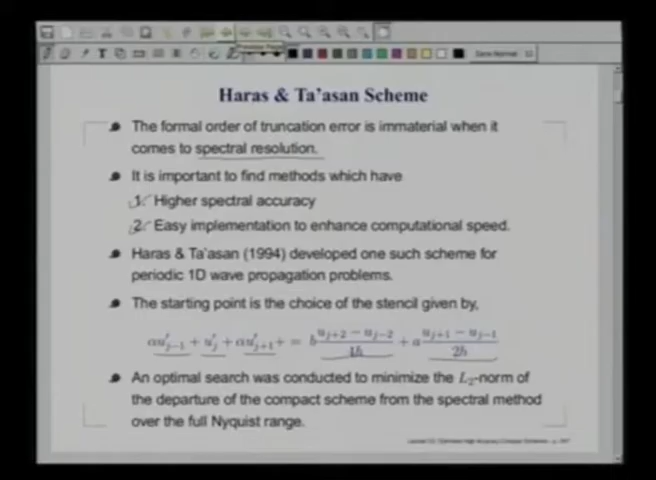 Haras & Ta'asan Scheme
The formal order of truncation error is immaterial when it
comes to spectral resolution.
It is important to find methods which have
1. Higher spectral accuracy
2. Easy implementation to enhance computational speed.
Haras & Ta'asan (1994) developed one such scheme for
periodic 1D wave propagation problems.
The starting point is the choice of the stencil given by,
αu′_{j−1} + u′_j + αu′_{j+1} + = b (u_{j+2} − u_{j−2})/4h + a (u_{j+1} − u_{j−1})/2h
An optimal search was conducted to minimize the L₂-norm of
the departure of the compact scheme from the spectral method
over the full Nyquist range.